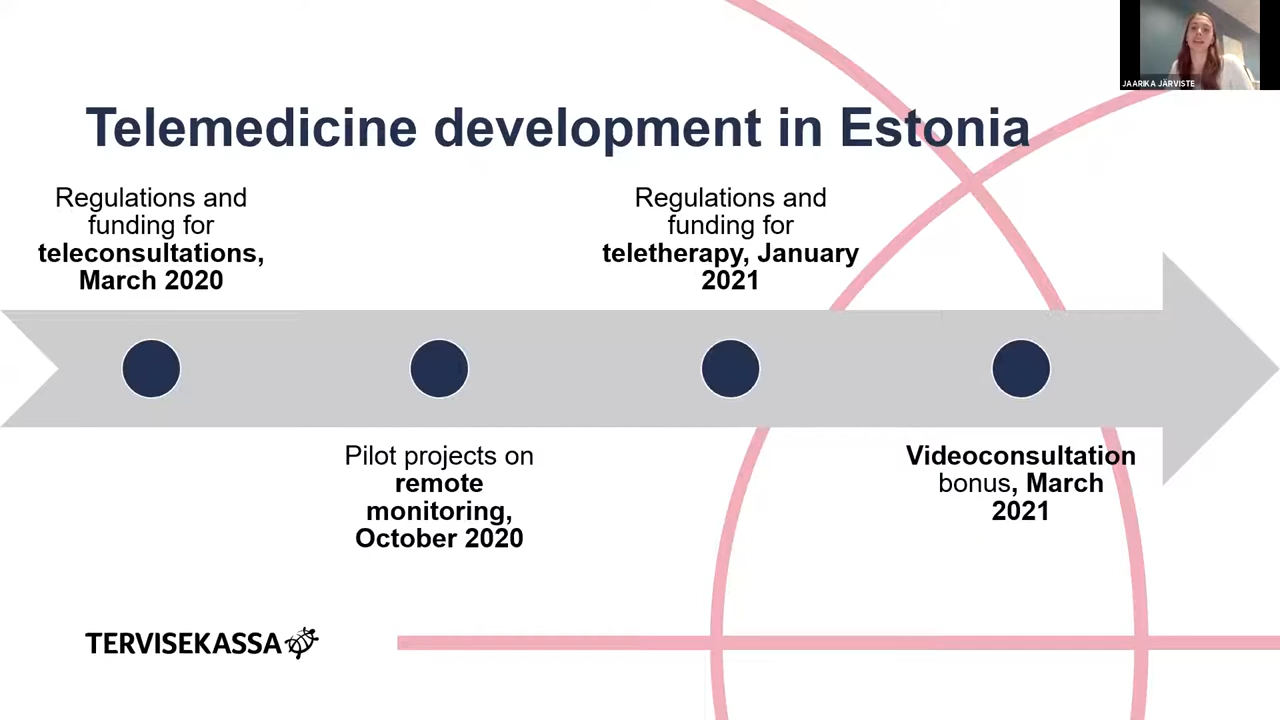 JAARIKA JÄRVISTE
Telemedicine development in Estonia
Regulations and
funding for
teleconsultations,
March 2020
Regulations and
funding for
teletherapy, January
2021
Pilot projects on
remote
monitoring,
October 2020
Videoconsultation
bonus, March
2021
TERVISEKASSA